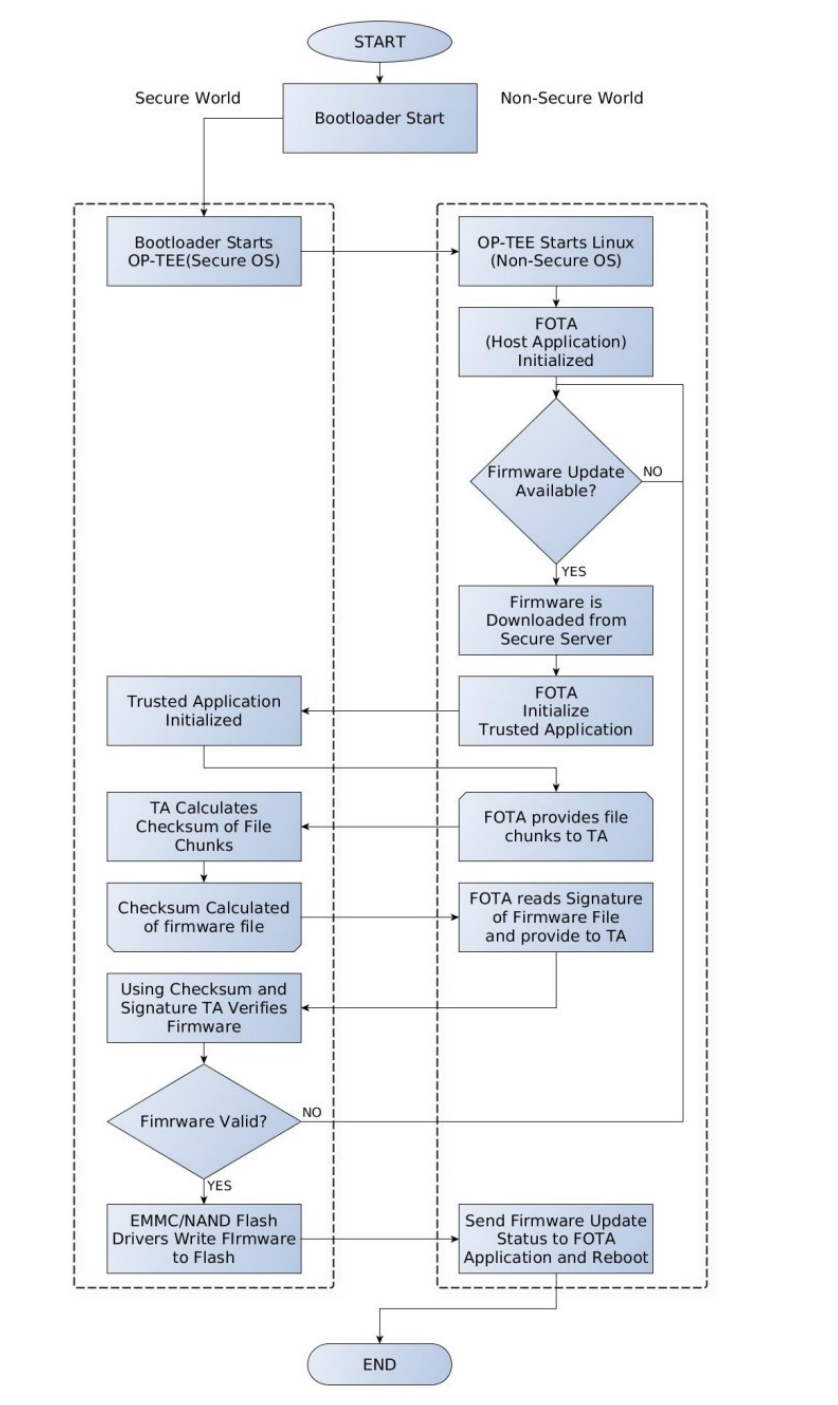 START
Secure World
Bootloader Start
Non-Secure World
Bootloader Starts
OP-TEE(Secure OS)
OP-TEE Starts Linux
(Non-Secure OS)
FOTA
(Host Application)
Initialized
Firmware Update
Available?
NO
YES
Firmware is
Downloaded from
Secure Server
FOTA
Initialize
Trusted Application
Trusted Application
Initialized
FOTA provides file
chunks to TA
TA Calculates
Checksum of File
Chunks
Checksum Calculated
of firmware file
FOTA reads Signature
of Firmware File
and provide to TA
Using Checksum and
Signature TA Verifies
Firmware
Fimrware Valid?
NO
YES
EMMC/NAND Flash
Drivers Write FIrmware
to Flash
Send Firmware Update
Status to FOTA
Application and Reboot
END